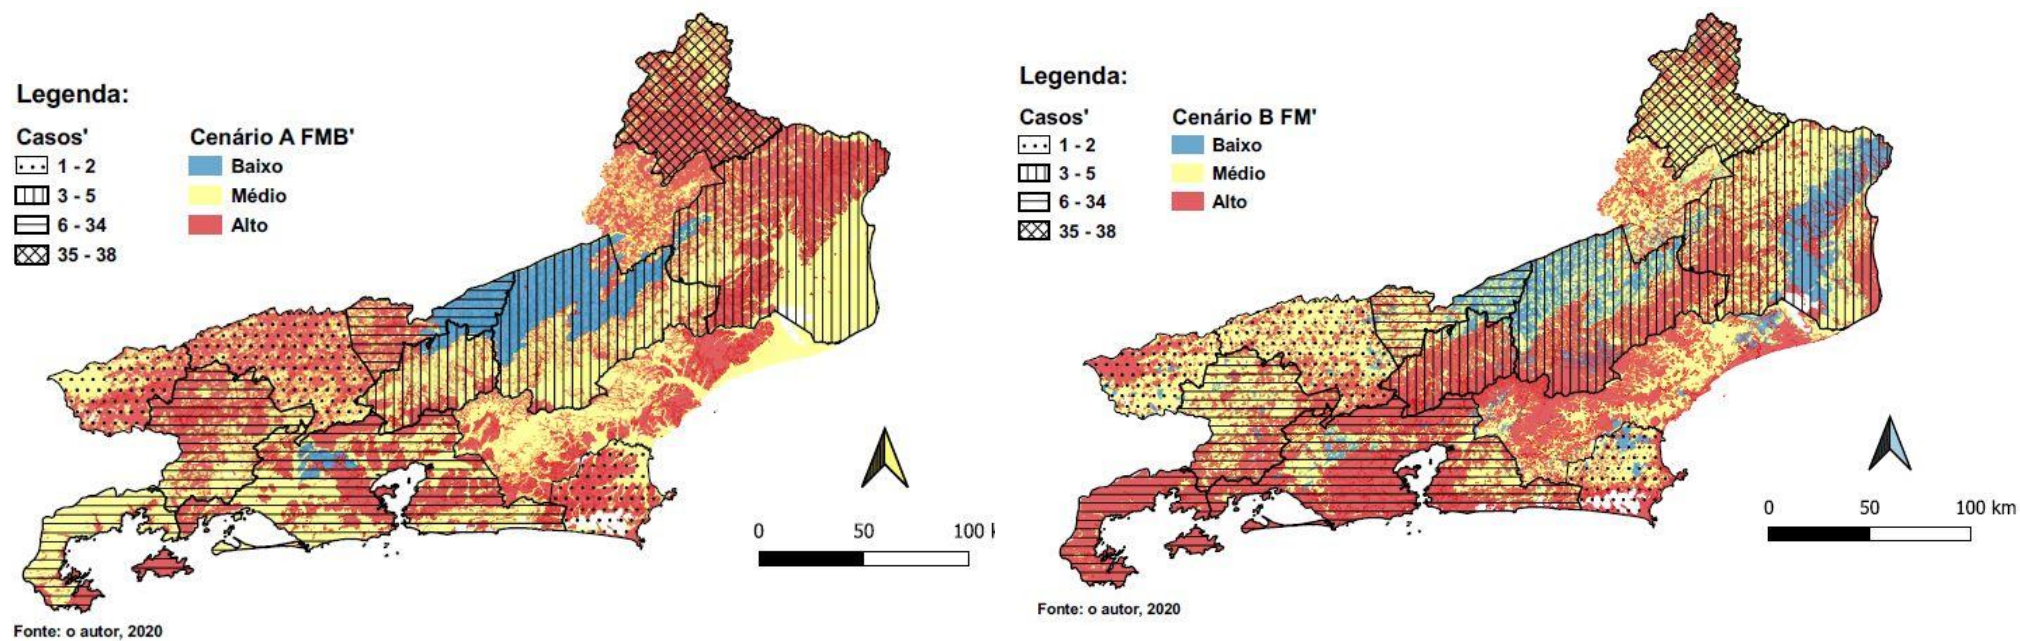 Legenda:
Casos'
1 - 2
3 - 5
6 - 34
35 - 38
Cenário A FMB'
Baixo
Médio
Alto
0 50 100 k
Fonte: o autor, 2020
Legenda:
Casos'
1 - 2
3 - 5
6 - 34
35 - 38
Cenário B FM'
Baixo
Médio
Alto
0 50 100 km
Fonte: o autor, 2020